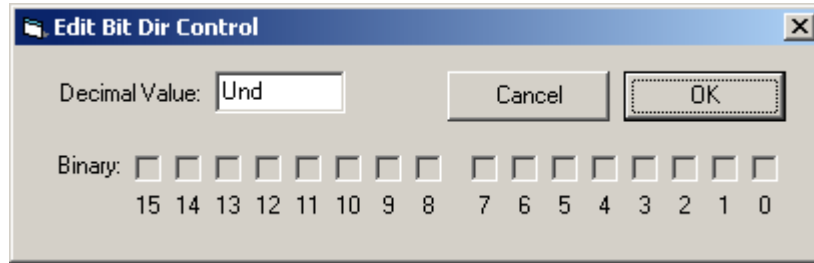 Edit Bit Dir Control
Decimal Value: Und Cancel OK
Binary:
15 14 13 12 11 10 9 8 7 6 5 4 3 2 1 0